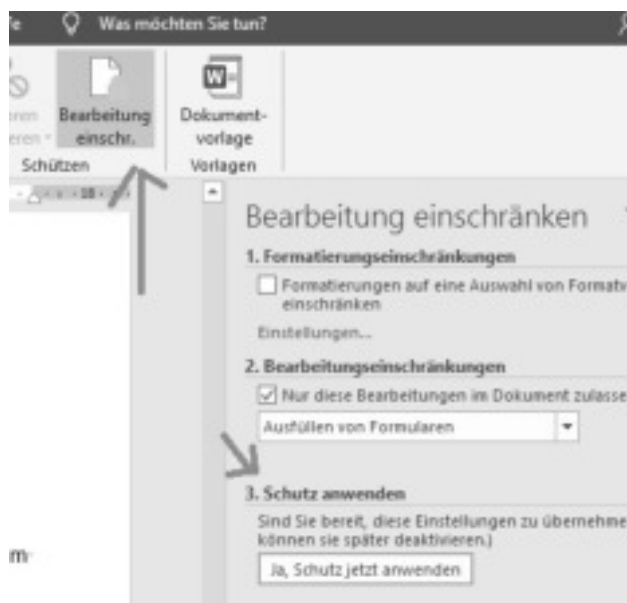 Was möchten Sie tun?
Bearbeitung
einschr.
Dokument-
vorlage
Schützen
Vorlagen
18
Bearbeitung einschränken
1. Formatierungseinschränkungen
Formatierungen auf eine Auswahl von Formatv
einschränken
Einstellungen...
2. Bearbeitungseinschränkungen
Nur diese Bearbeitungen im Dokument zulasse
Ausfüllen von Formularen
3. Schutz anwenden
Sind Sie bereit, diese Einstellungen zu übernehme
können sie später deaktivieren.)
Ja, Schutz jetzt anwenden
m